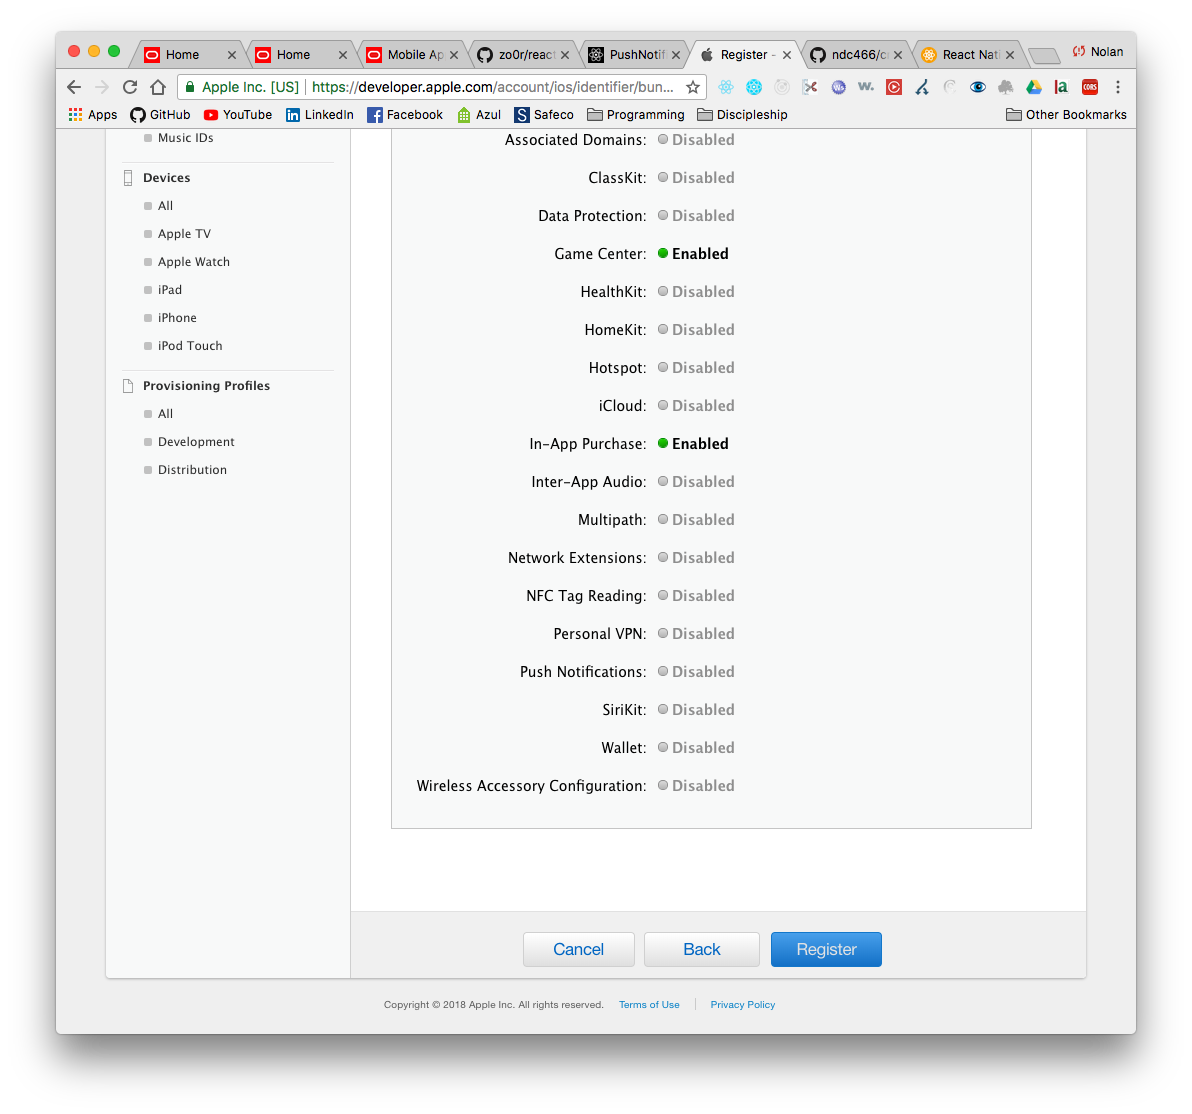 Home
Home
Mobile Ap
zo0r/react
PushNotif
Register -
ndc466/c
React Nati
Nolan
Apple Inc. [US]
https://developer.apple.com/account/ios/identifier/bun...
Apps
GitHub
YouTube
LinkedIn
Facebook
Azul
Safeco
Programming
Discipleship
Other Bookmarks
Music IDs
Devices
All
Apple TV
Apple Watch
iPad
iPhone
iPod Touch
Provisioning Profiles
All
Development
Distribution
Associated Domains: Disabled
ClassKit: Disabled
Data Protection: Disabled
Game Center: Enabled
HealthKit: Disabled
HomeKit: Disabled
Hotspot: Disabled
iCloud: Disabled
In-App Purchase: Enabled
Inter-App Audio: Disabled
Multipath: Disabled
Network Extensions: Disabled
NFC Tag Reading: Disabled
Personal VPN: Disabled
Push Notifications: Disabled
SiriKit: Disabled
Wallet: Disabled
Wireless Accessory Configuration: Disabled
Cancel
Back
Register
Copyright © 2018 Apple Inc. All rights reserved.
Terms of Use
Privacy Policy